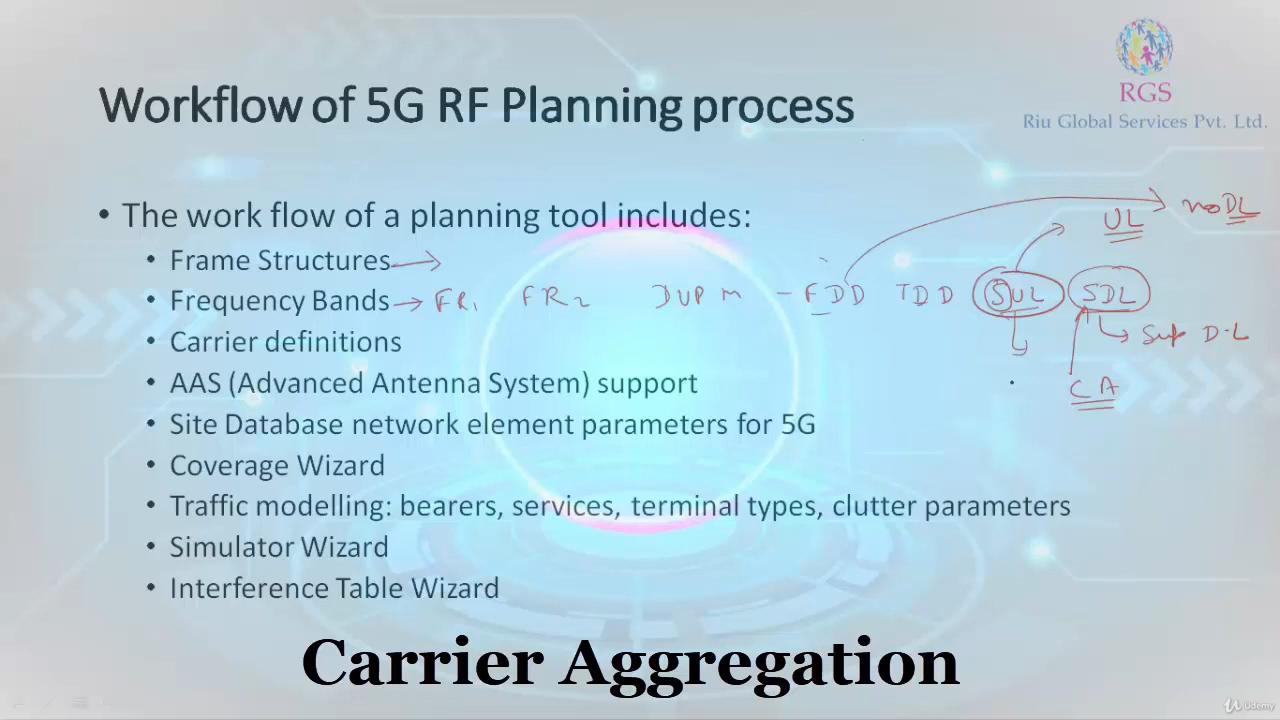 RGS
Riu Global Services Pvt. Ltd.
Workflow of 5G RF Planning process
• The work flow of a planning tool includes:
no DL
UL
• Frame Structures →
• Frequency Bands → FR1 FR2 - FDD TDD SUL SDL
Sup D.L
• Carrier definitions
• AAS (Advanced Antenna System) support
CA
• Site Database network element parameters for 5G
• Coverage Wizard
• Traffic modelling: bearers, services, terminal types, clutter parameters
• Simulator Wizard
• Interference Table Wizard
Carrier Aggregation
Udemy